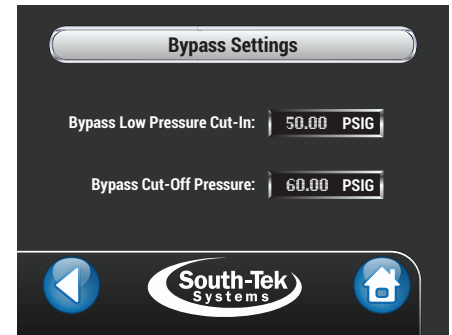 Bypass Settings
Bypass Low Pressure Cut-In: 50.00 PSIG
Bypass Cut-Off Pressure: 60.00 PSIG
South-Tek
Systems